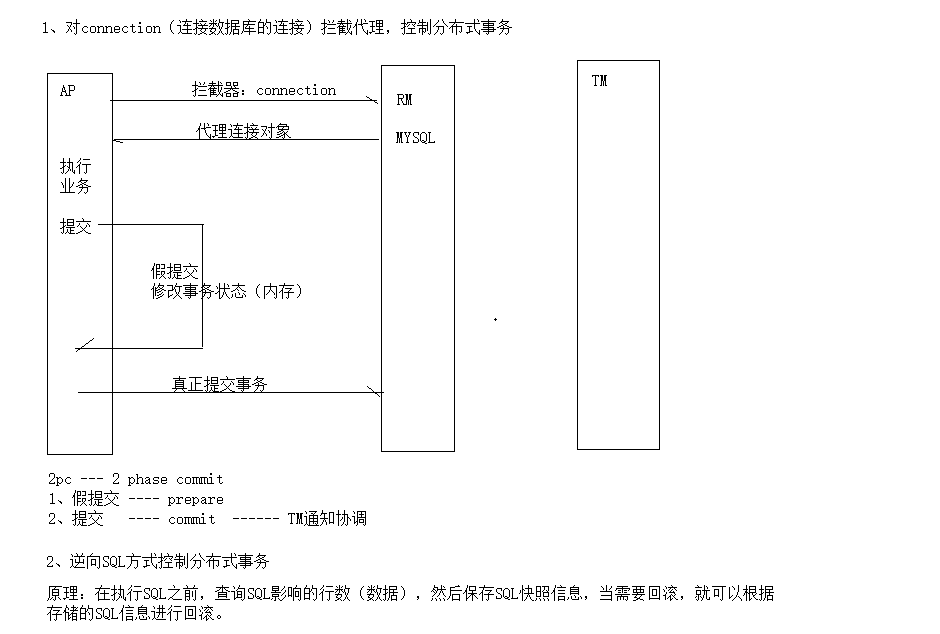 1、对connection（连接数据库的连接）拦截代理，控制分布式事务
AP
拦截器：connection
RM
TM
代理连接对象
MYSQL
执行
业务
提交
假提交
修改事务状态（内存）
真正提交事务
2pc --- 2 phase commit
1、假提交 ---- prepare
2、提交 ---- commit ------ TM通知协调
2、逆向SQL方式控制分布式事务
原理：在执行SQL之前，查询SQL影响的行数（数据），然后保存SQL快照信息，当需要回滚，就可以根据
存储的SQL信息进行回滚。